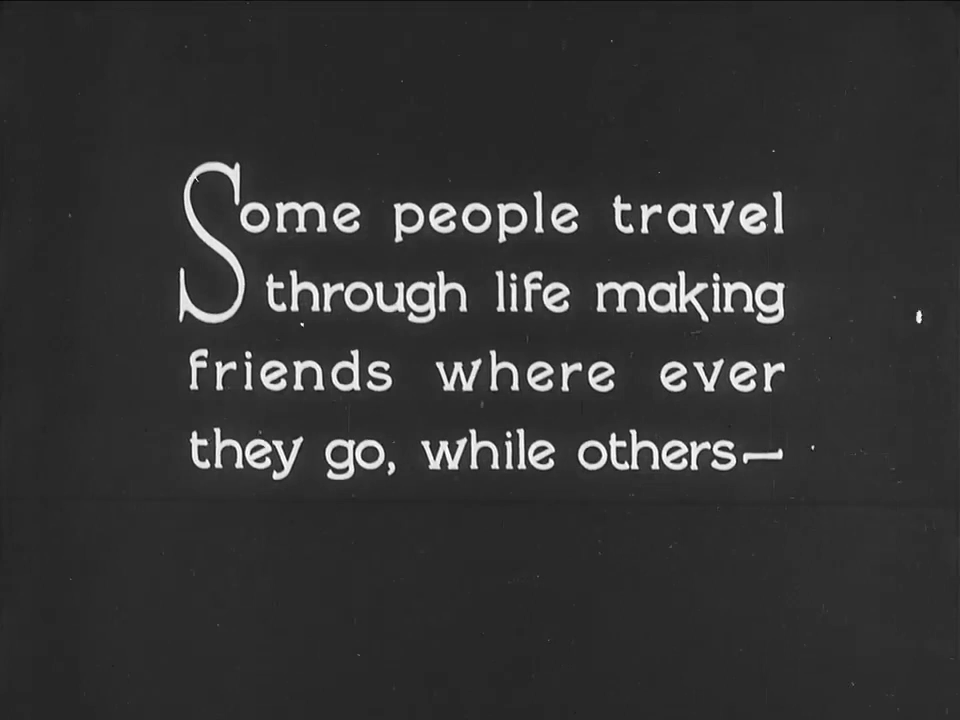 Some people travel
through life making
friends where ever
they go, while others—